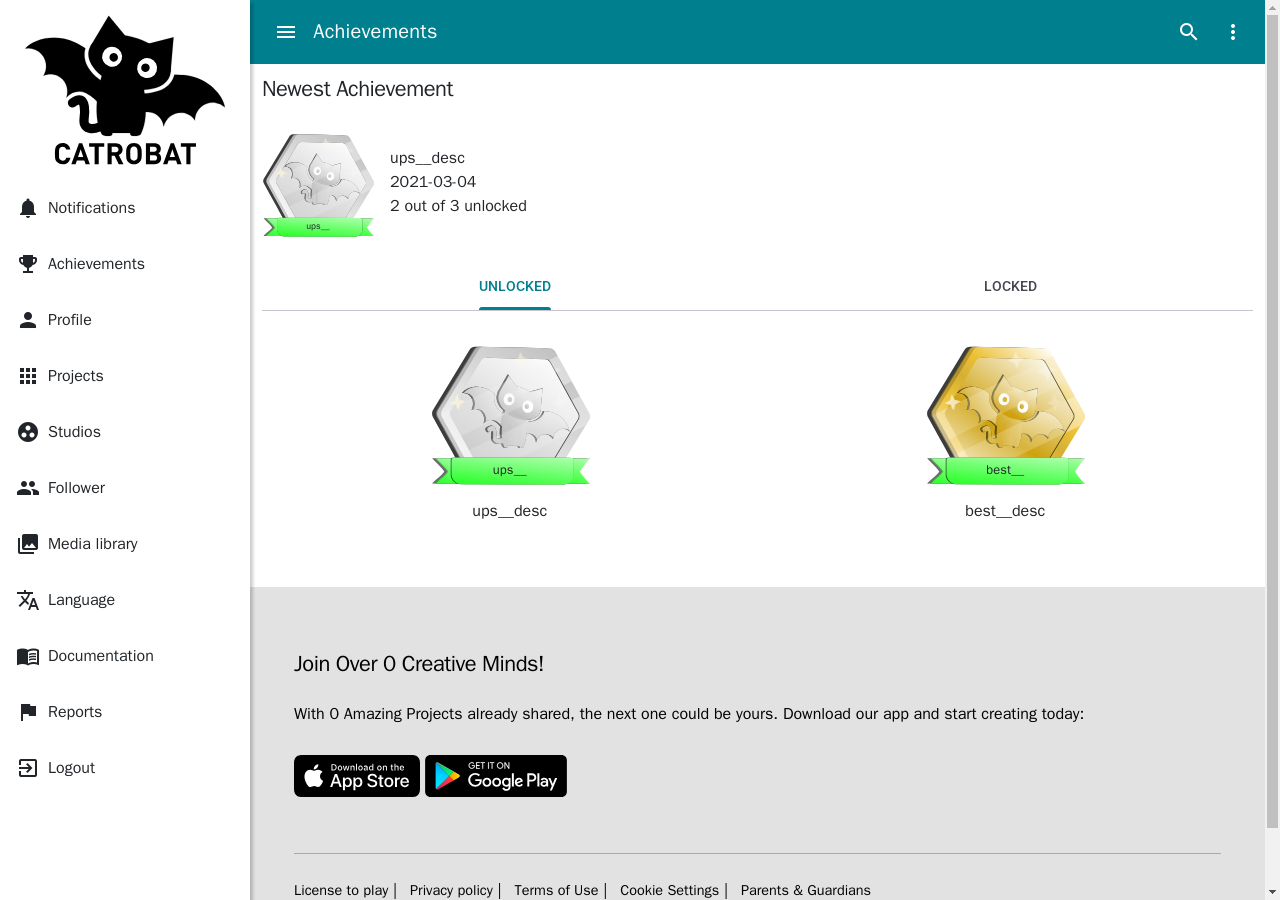 CATROBAT
Notifications
Achievements
Profile
Projects
Studios
Follower
Media library
Language
Documentation
Reports
Logout
Achievements
Newest Achievement
ups__desc
2021-03-04
2 out of 3 unlocked
ups__
UNLOCKED
LOCKED
ups__
best__
ups__desc
best__desc
Join Over 0 Creative Minds!
With 0 Amazing Projects already shared, the next one could be yours. Download our app and start creating today:
Download on the
App Store
GET IT ON
Google Play
License to play | Privacy policy | Terms of Use | Cookie Settings | Parents & Guardians